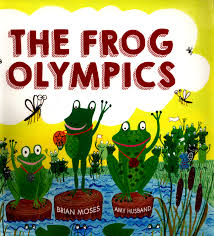 THE FROG
OLYMPICS
BRIAN MOSES
AMY HUSBAND